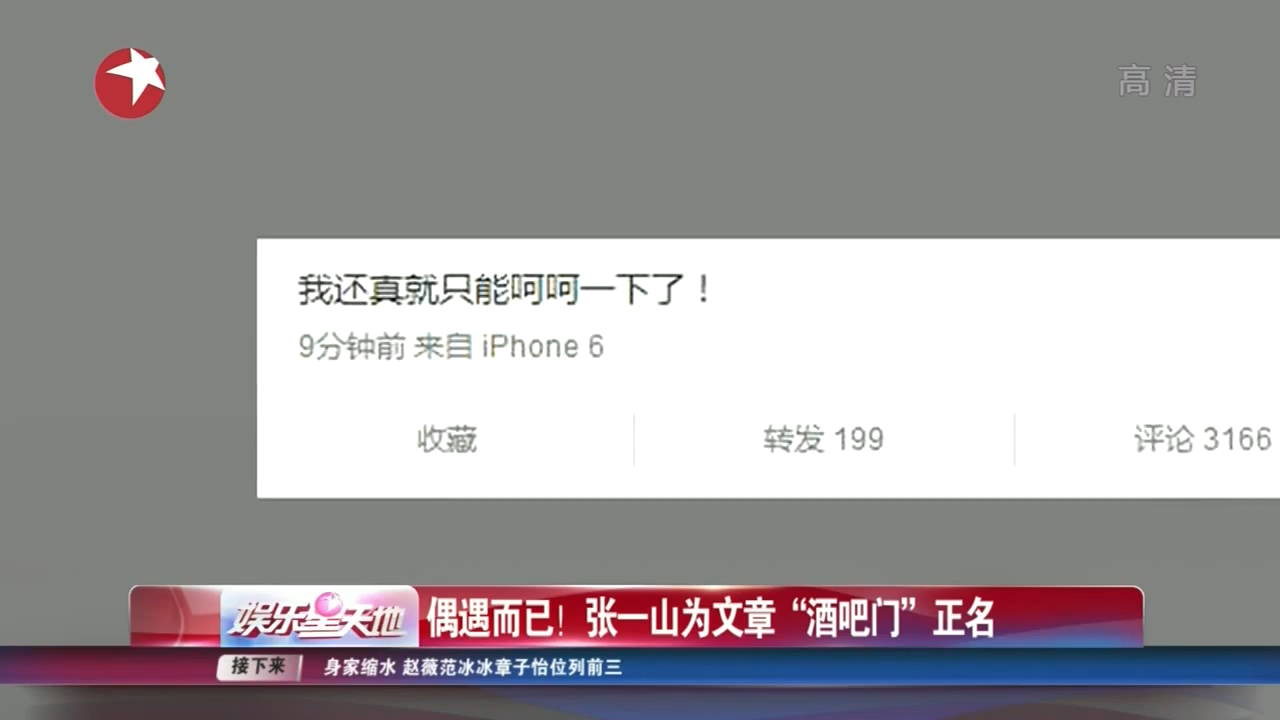 高清
我还真就只能呵呵一下了！
9分钟前 来自 iPhone 6
收藏
转发 199
评论 3166
娱乐星天地
偶遇而已！张一山为文章“酒吧门”正名
接下来
身家缩水 赵薇范冰冰章子怡位列前三